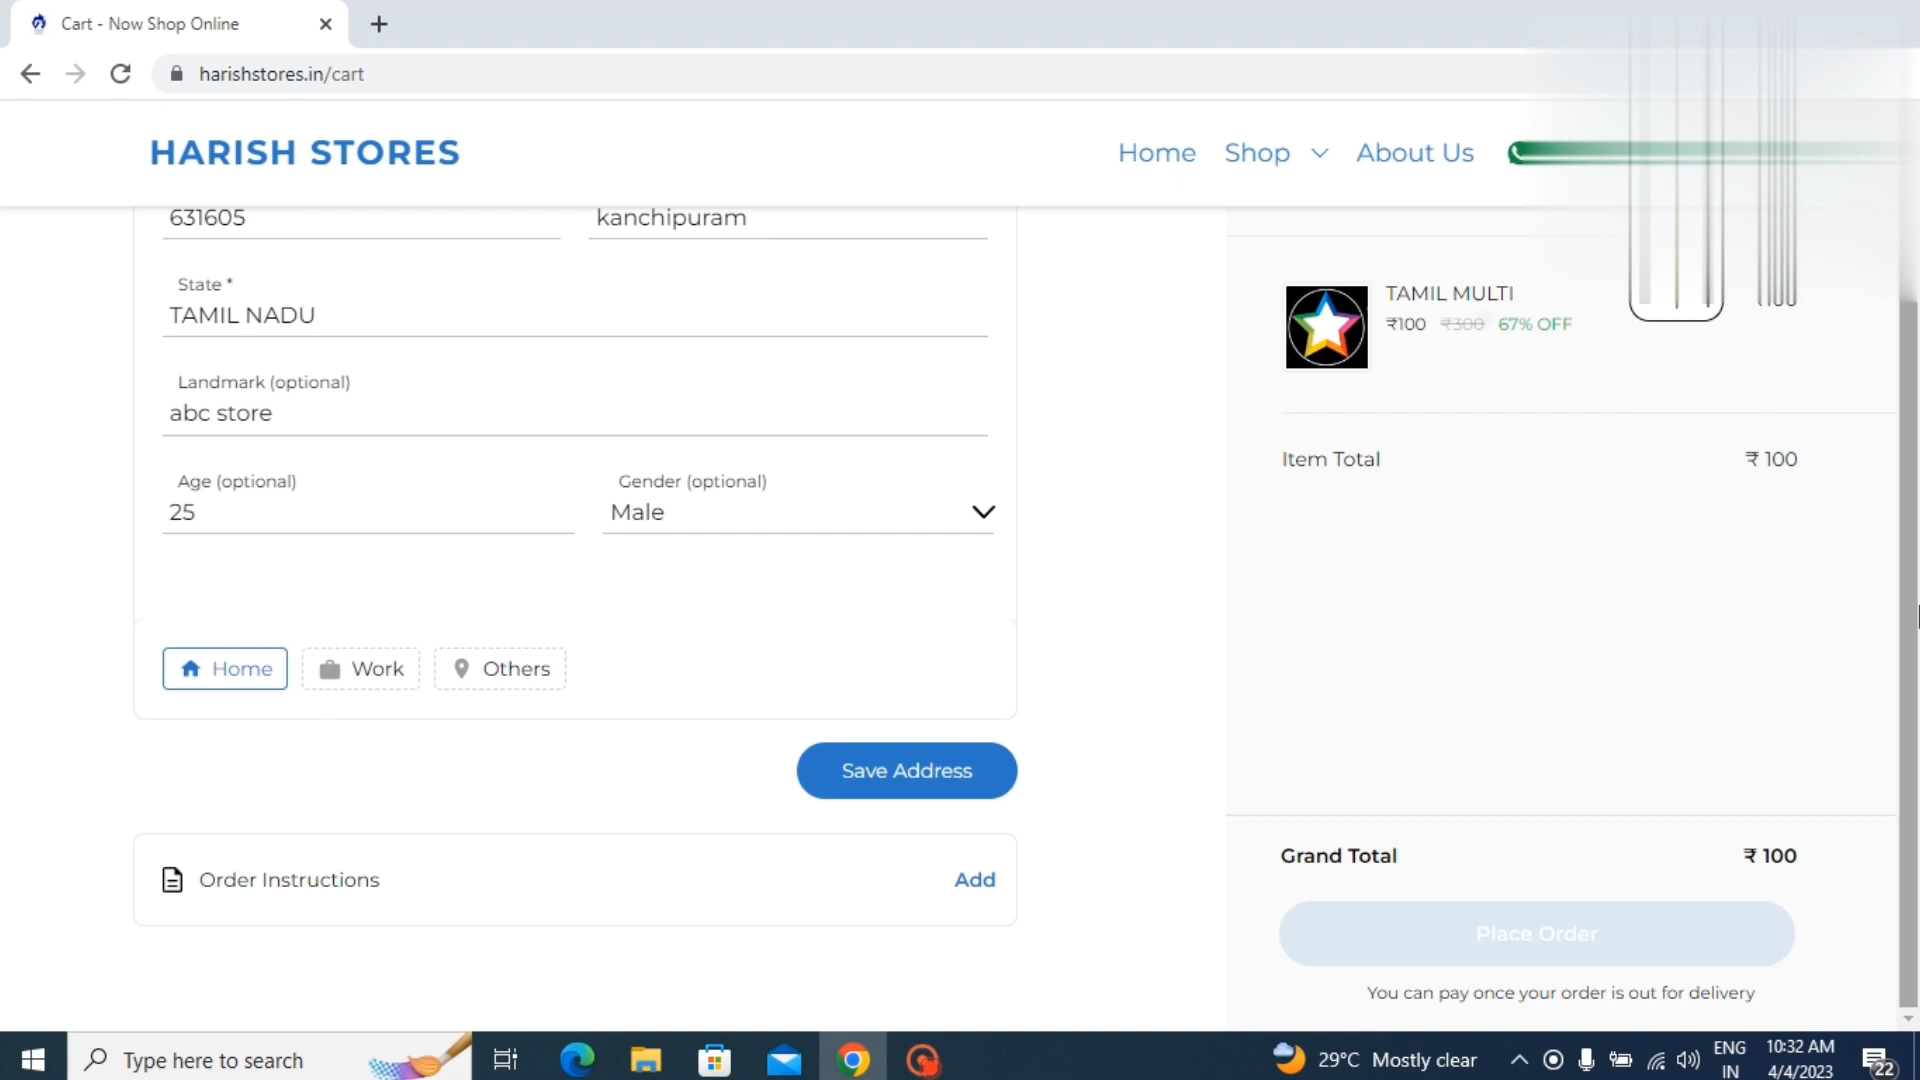 Cart - Now Shop Online
harishstores.in/cart
HARISH STORES
Home Shop About Us
631605 kanchipuram
State *
TAMIL NADU
Landmark (optional)
abc store
Age (optional) Gender (optional)
25 Male
Home Work Others
Save Address
Order Instructions Add
TAMIL MULTI
₹100 ₹300 67% OFF
Item Total ₹ 100
Grand Total ₹ 100
Place Order
You can pay once your order is out for delivery
Type here to search
29°C Mostly clear
ENG
IN
10:32 AM
4/4/2023
22